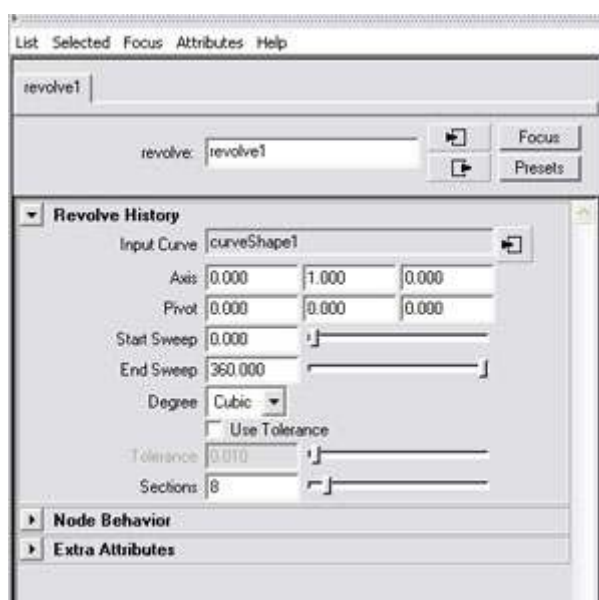 List Selected Focus Attributes Help
revolve1
revolve: revolve1 Focus
Presets
Revolve History
Input Curve curveShape1
Axis 0.000 1.000 0.000
Pivot 0.000 0.000 0.000
Start Sweep 0.000
End Sweep 360.000
Degree Cubic
Use Tolerance
Tolerance 0.010
Sections 8
Node Behavior
Extra Attributes